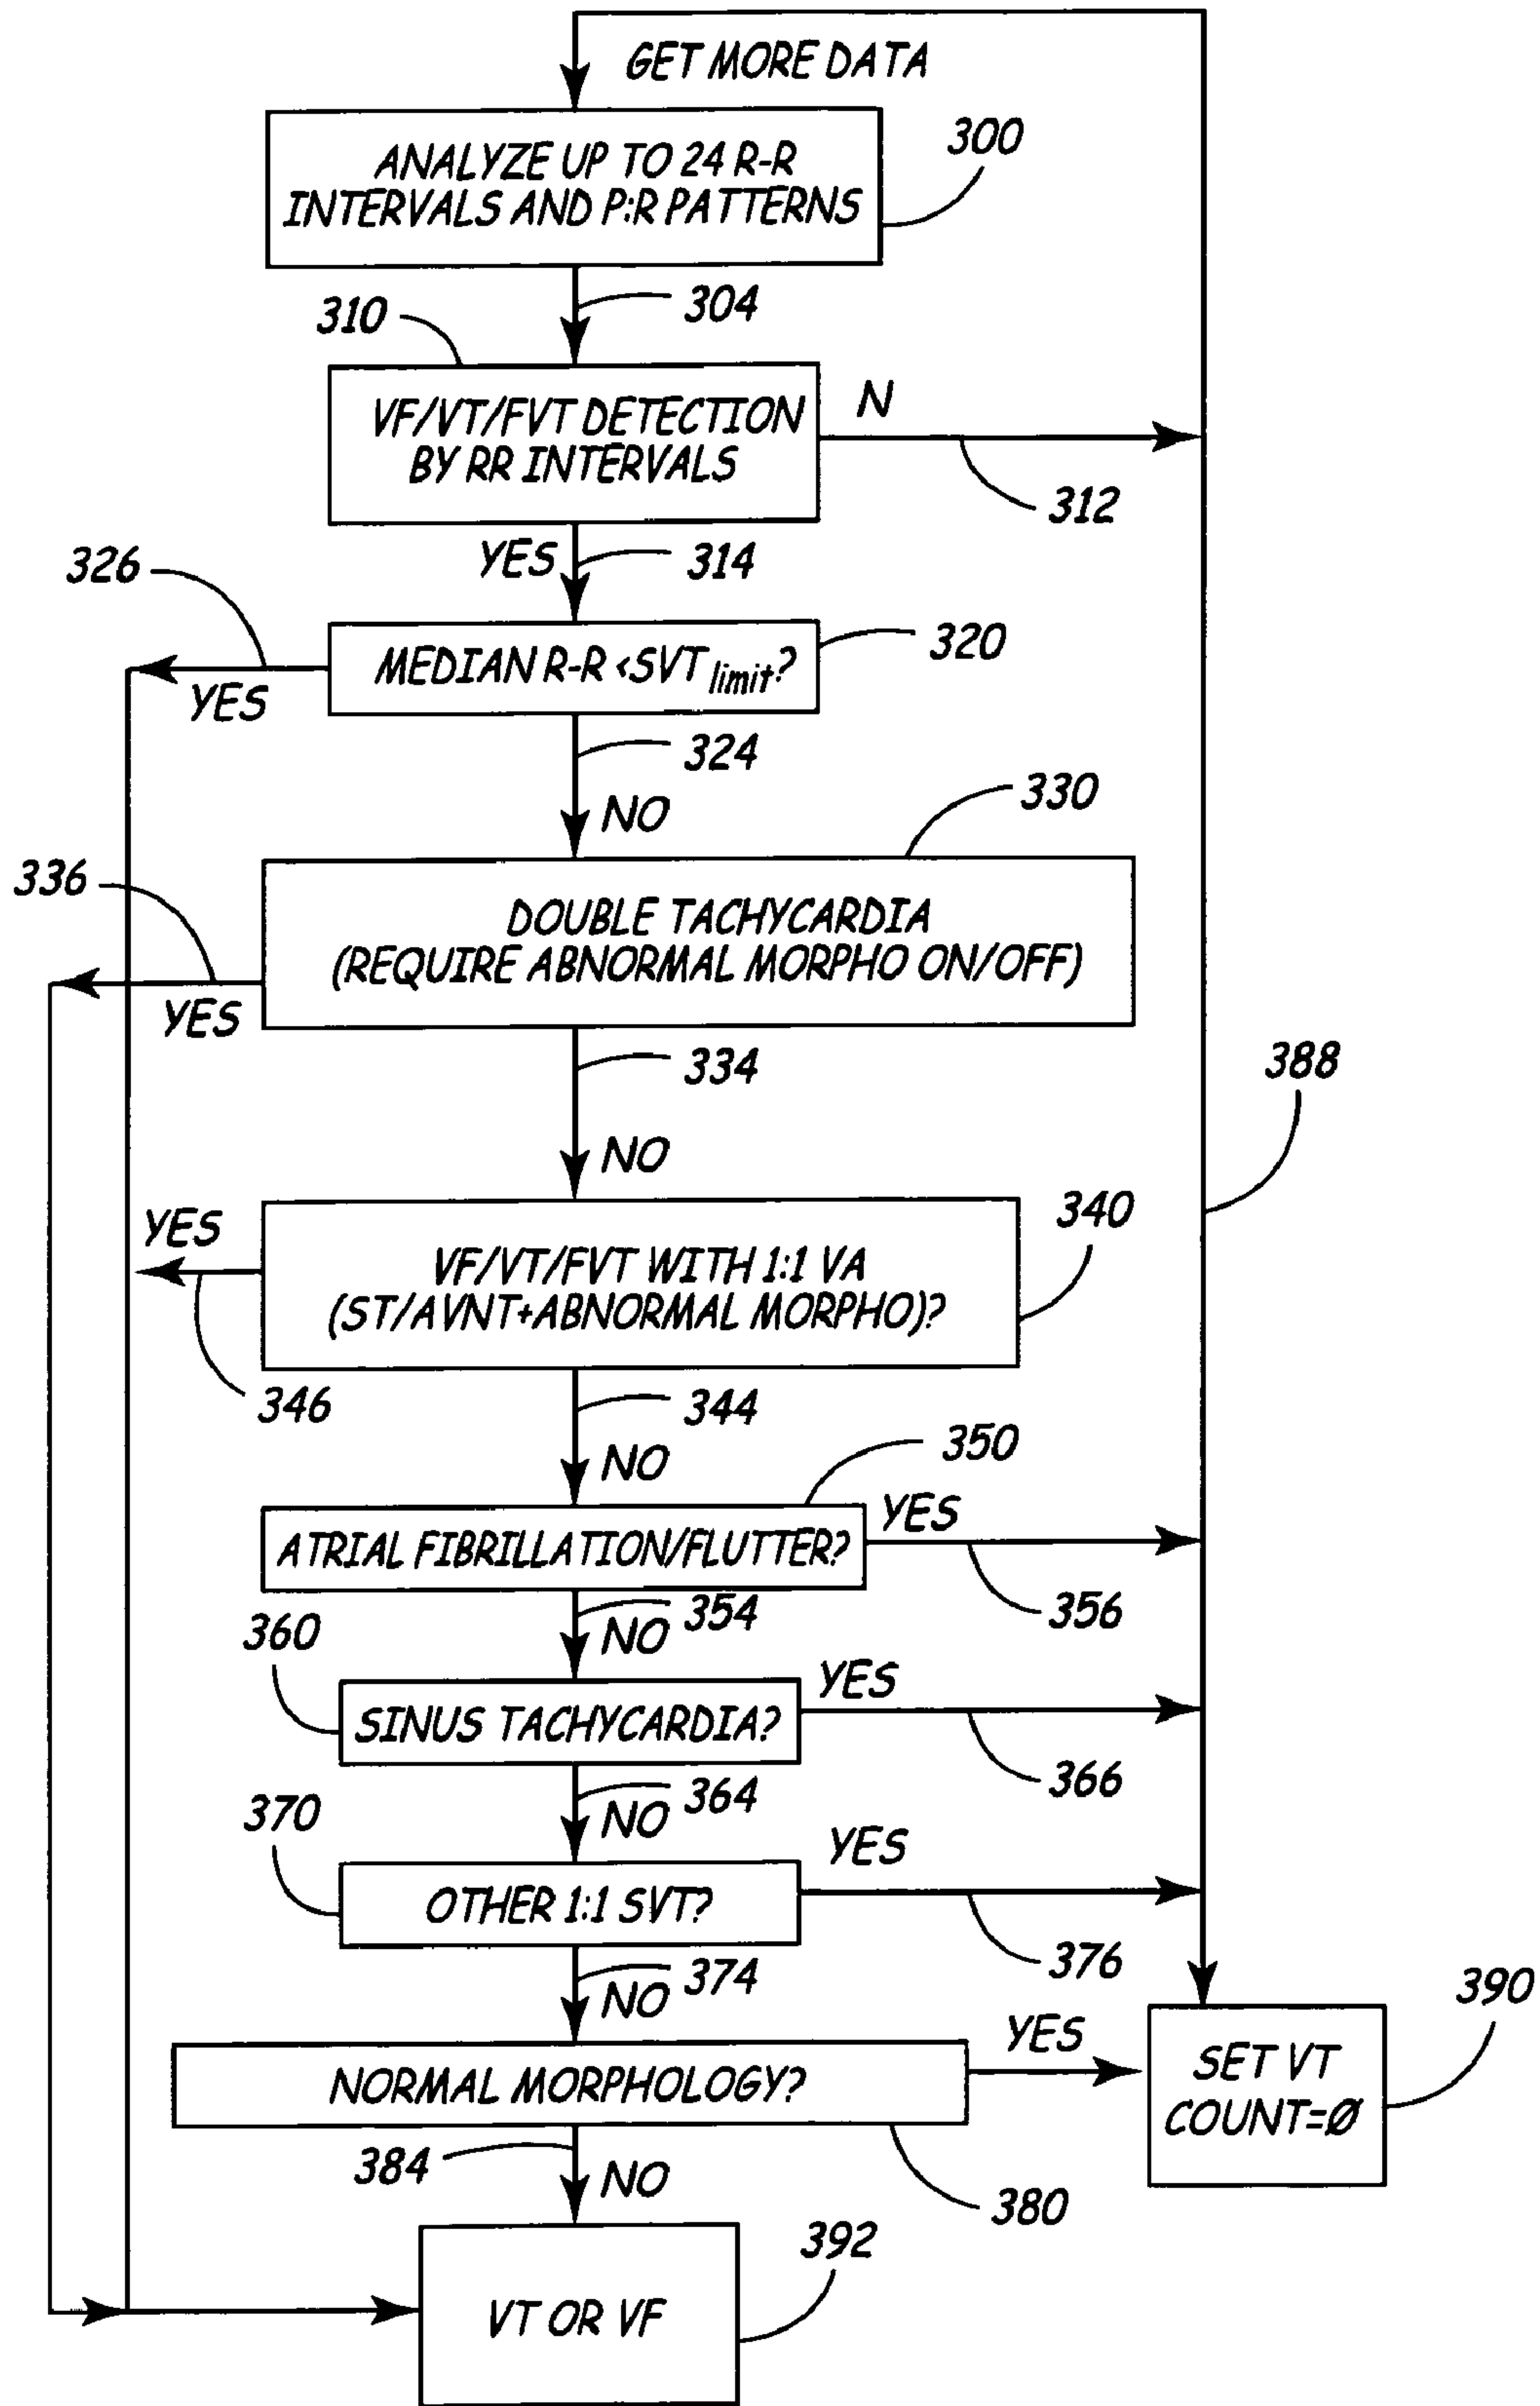 GET MORE DATA
300
ANALYZE UP TO 24 R-R
INTERVALS AND P:R PATTERNS
304
310
VF/VT/FVT DETECTION
BY RR INTERVALS
N
312
YES
314
326
320
MEDIAN R-R <SVTlimit?
YES
324
NO
330
336
DOUBLE TACHYCARDIA
(REQUIRE ABNORMAL MORPHO ON/OFF)
YES
334
388
NO
340
YES
VF/VT/FVT WITH 1:1 VA
(ST/AVNT+ABNORMAL MORPHO)?
346
344
NO
350
ATRIAL FIBRILLATION/FLUTTER?
YES
356
354
NO
360
SINUS TACHYCARDIA?
YES
366
364
NO
370
OTHER 1:1 SVT?
YES
376
374
NO
390
NORMAL MORPHOLOGY?
YES
SET VT
COUNT=Ø
384
NO
380
392
VT OR VF